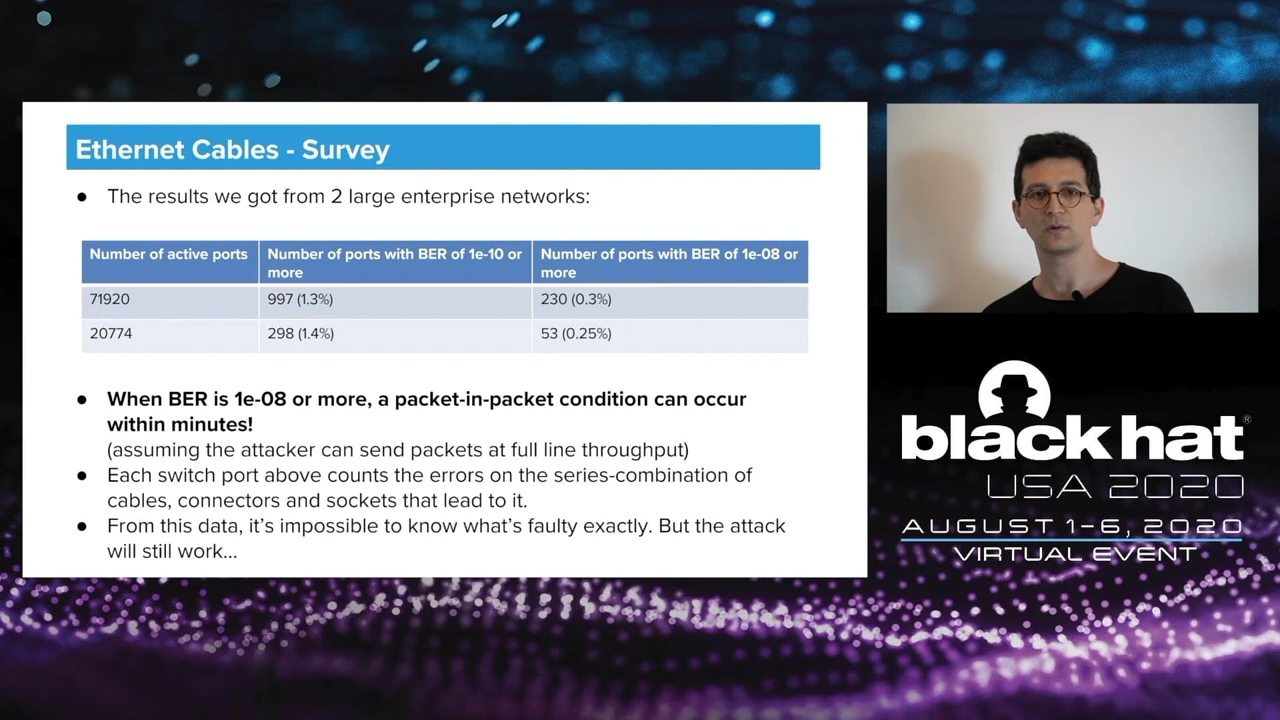 Ethernet Cables - Survey
● The results we got from 2 large enterprise networks:
Number of active ports
Number of ports with BER of 1e-10 or
more
Number of ports with BER of 1e-08 or
more
71920
997 (1.3%)
230 (0.3%)
20774
298 (1.4%)
53 (0.25%)
● When BER is 1e-08 or more, a packet-in-packet condition can occur
within minutes!
(assuming the attacker can send packets at full line throughput)
● Each switch port above counts the errors on the series-combination of
cables, connectors and sockets that lead to it.
● From this data, it’s impossible to know what’s faulty exactly. But the attack
will still work...
black hat®
USA 2020
AUGUST 1-6, 2020
VIRTUAL EVENT